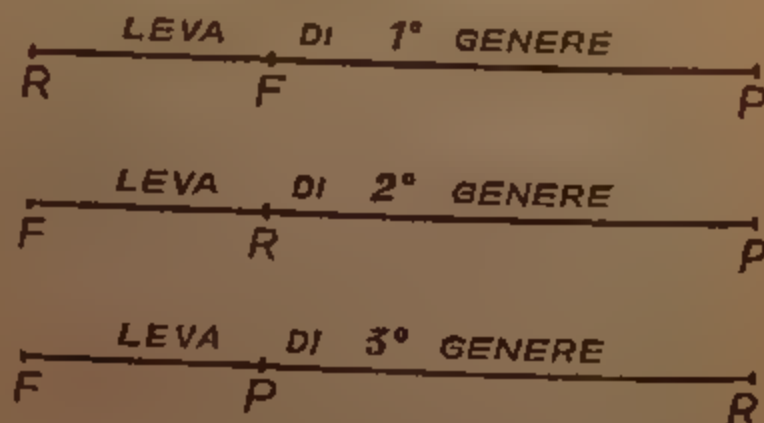 LEVA DI 1° GENERE
R F P
LEVA DI 2° GENERE
F R P
LEVA DI 3° GENERE
F P R